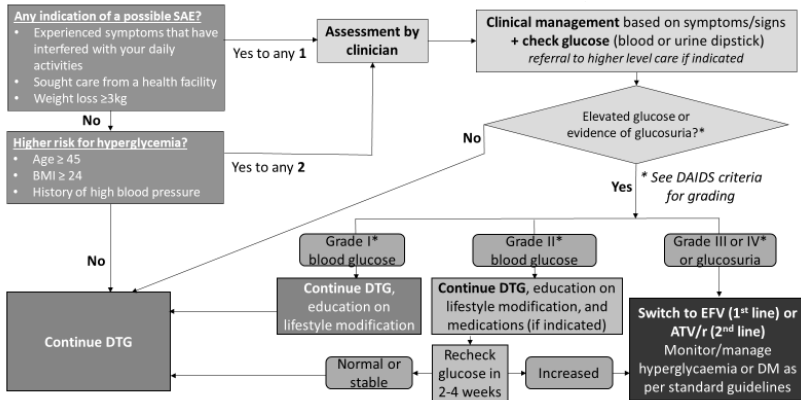 Any indication of a possible SAE?
• Experienced symptoms that have
interfered with your daily
activities
• Sought care from a health facility
• Weight loss ≥3kg
Yes to any 1
Assessment by
clinician
Clinical management based on symptoms/signs
+ check glucose (blood or urine dipstick)
referral to higher level care if indicated
No
Higher risk for hyperglycemia?
• Age ≥ 45
• BMI ≥ 24
• History of high blood pressure
Yes to any 2
Elevated glucose or
evidence of glucosuria?*
No
Yes
* See DAIDS criteria
for grading
No
Grade I*
blood glucose
Grade II*
blood glucose
Grade III or IV*
or glucosuria
Continue DTG
Continue DTG,
education on
lifestyle modification
Continue DTG, education on
lifestyle modification, and
medications (if indicated)
Switch to EFV (1st line) or
ATV/r (2nd line)
Monitor/manage
hyperglycaemia or DM as
per standard guidelines
Normal or
stable
Recheck
glucose in
2-4 weeks
Increased